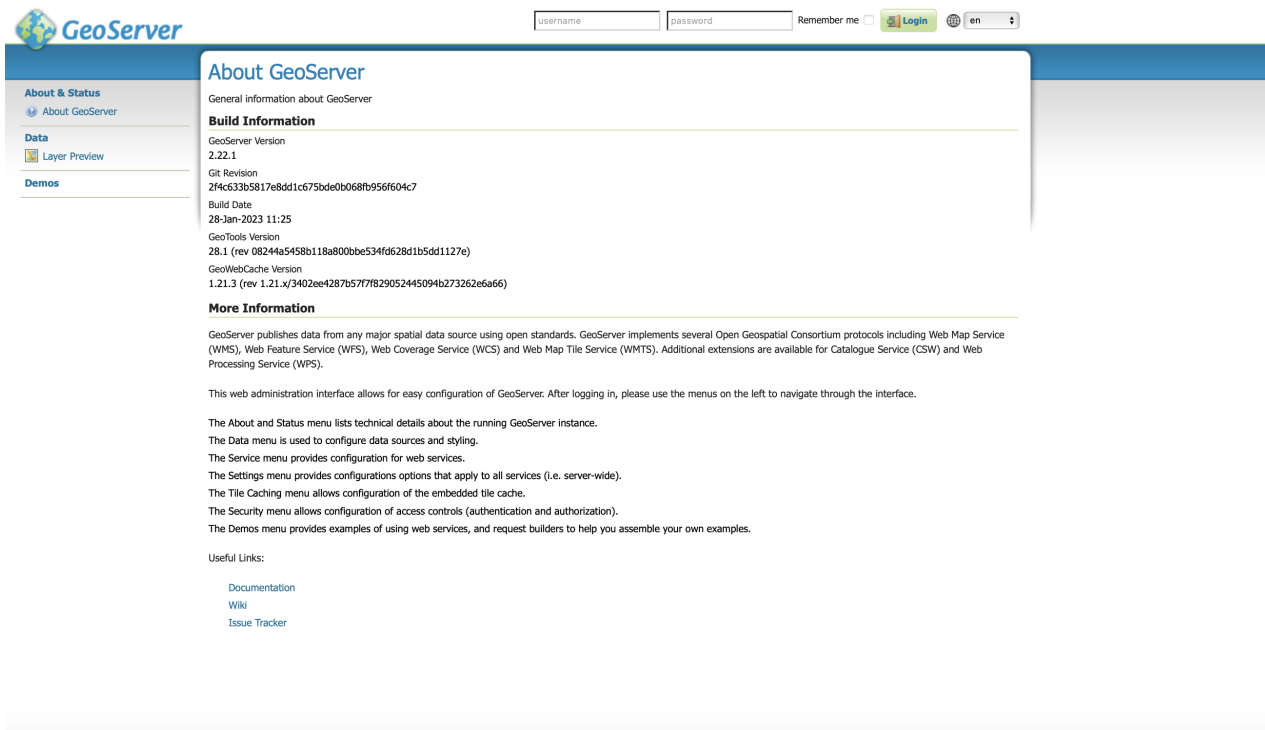 GeoServer
username
password
Remember me
Login
en
About & Status
About GeoServer
Data
Layer Preview
Demos
About GeoServer
General information about GeoServer
Build Information
GeoServer Version
2.22.1
Git Revision
2f4c633b5817e8dd1c675bde0b068fb956f604c7
Build Date
28-Jan-2023 11:25
GeoTools Version
28.1 (rev 08244a5458b118a800bbe534fd628d1b5dd1127e)
GeoWebCache Version
1.21.3 (rev 1.21.x/3402ee4287b57f7f829052445094b273262e6a66)
More Information
GeoServer publishes data from any major spatial data source using open standards. GeoServer implements several Open Geospatial Consortium protocols including Web Map Service
(WMS), Web Feature Service (WFS), Web Coverage Service (WCS) and Web Map Tile Service (WMTS). Additional extensions are available for Catalogue Service (CSW) and Web
Processing Service (WPS).
This web administration interface allows for easy configuration of GeoServer. After logging in, please use the menus on the left to navigate through the interface.
The About and Status menu lists technical details about the running GeoServer instance.
The Data menu is used to configure data sources and styling.
The Service menu provides configuration for web services.
The Settings menu provides configurations options that apply to all services (i.e. server-wide).
The Tile Caching menu allows configuration of the embedded tile cache.
The Security menu allows configuration of access controls (authentication and authorization).
The Demos menu provides examples of using web services, and request builders to help you assemble your own examples.
Useful Links:
Documentation
Wiki
Issue Tracker